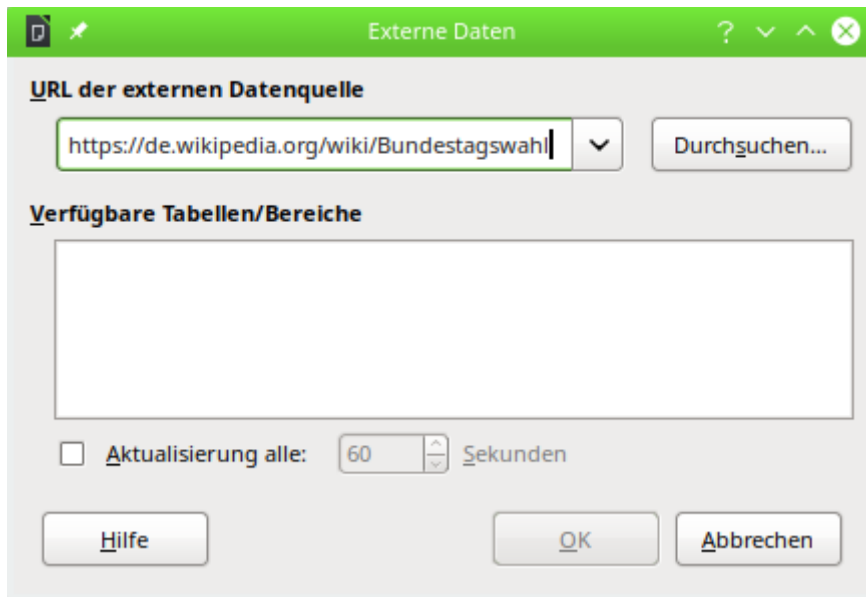 Externe Daten
URL der externen Datenquelle
https://de.wikipedia.org/wiki/Bundestagswahl
Durchsuchen...
Verfügbare Tabellen/Bereiche
Aktualisierung alle: 60 Sekunden
Hilfe OK Abbrechen